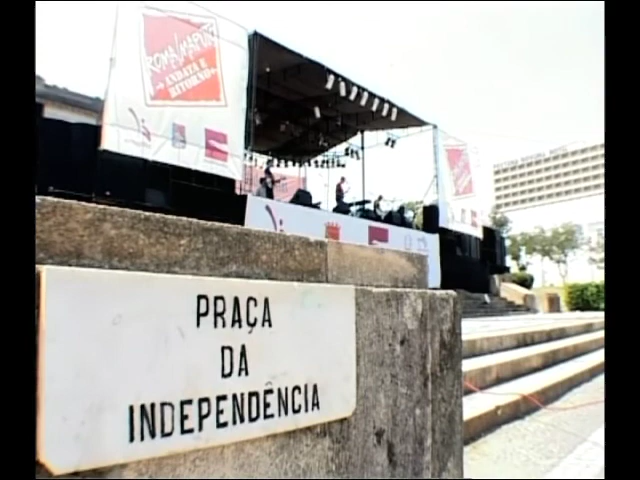 ROMA/MAPUTO
ANDATA E
RITORNO
PRAÇA
DA
INDEPENDÊNCIA